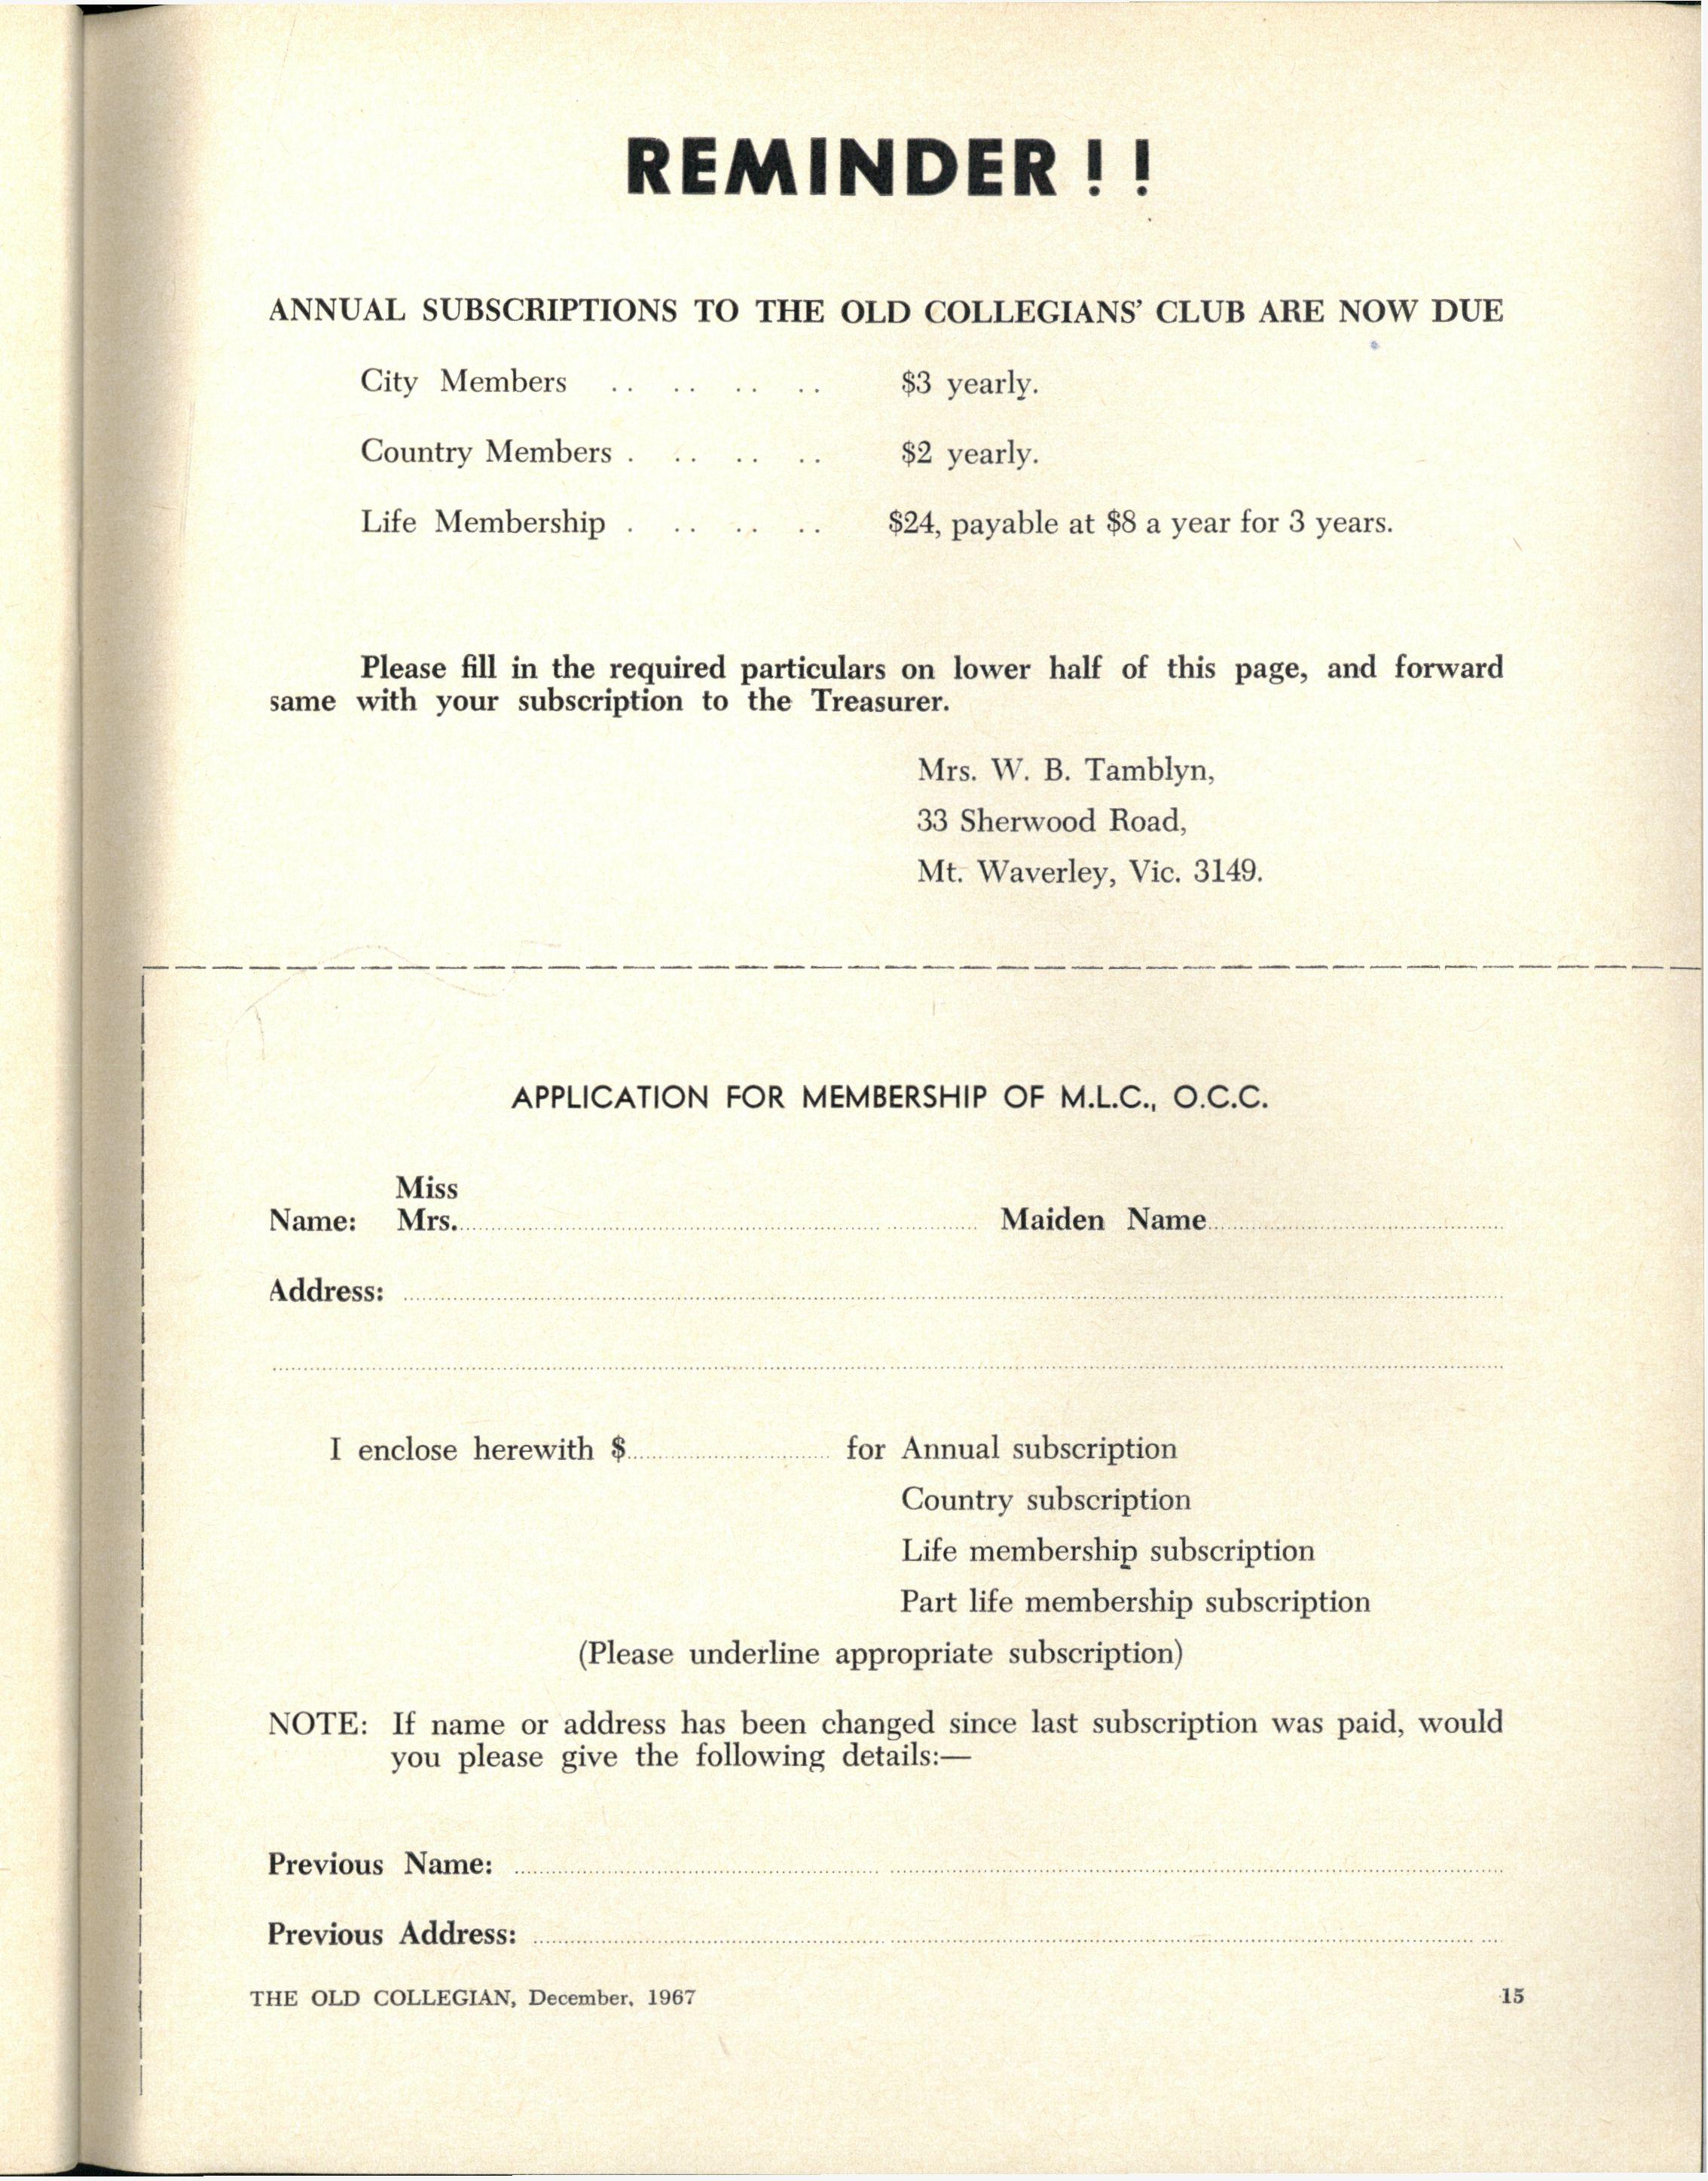 REMINDER ! !
ANNUAL SUBSCRIPTIONS TO THE OLD COLLEGIANS' CLUB ARE NOW DUE
City Members .. .. .. .. $3 yearly.
Country Members . .. .. .. $2 yearly.
Life Membership . .. .. .. $24, payable at $8 a year for 3 years.
Please fill in the required particulars on lower half of this page, and forward
same with your subscription to the Treasurer.
Mrs. W. B. Tamblyn,
33 Sherwood Road,
Mt. Waverley, Vic. 3149.
APPLICATION FOR MEMBERSHIP OF M.L.C., O.C.C.
Miss
Name: Mrs. Maiden Name
Address:
I enclose herewith $ for Annual subscription
Country subscription
Life membership subscription
Part life membership subscription
(Please underline appropriate subscription)
NOTE: If name or address has been changed since last subscription was paid, would
you please give the following details:—
Previous Name:
Previous Address:
THE OLD COLLEGIAN, December, 1967 15